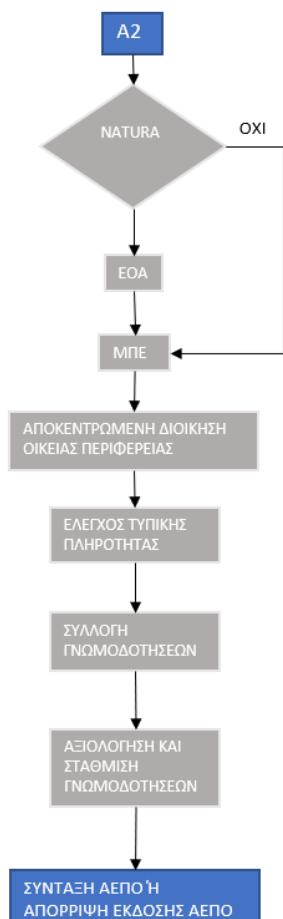 A2
NATURA
ΟΧΙ
ΕΟΑ
ΜΠΕ
ΑΠΟΚΕΝΤΡΩΜΕΝΗ ΔΙΟΙΚΗΣΗ
ΟΙΚΕΙΑΣ ΠΕΡΙΦΕΡΕΙΑΣ
ΕΛΕΓΧΟΣ ΤΥΠΙΚΗΣ
ΠΛΗΡΟΤΗΤΑΣ
ΣΥΛΛΟΓΗ
ΓΝΩΜΟΔΟΤΗΣΕΩΝ
ΑΞΙΟΛΟΓΗΣΗ ΚΑΙ
ΣΤΑΘΜΙΣΗ
ΓΝΩΜΟΔΟΤΗΣΕΩΝ
ΣΥΝΤΑΞΗ ΑΕΠΟ Ή
ΑΠΟΡΡΙΨΗ ΕΚΔΟΣΗΣ ΑΕΠΟ